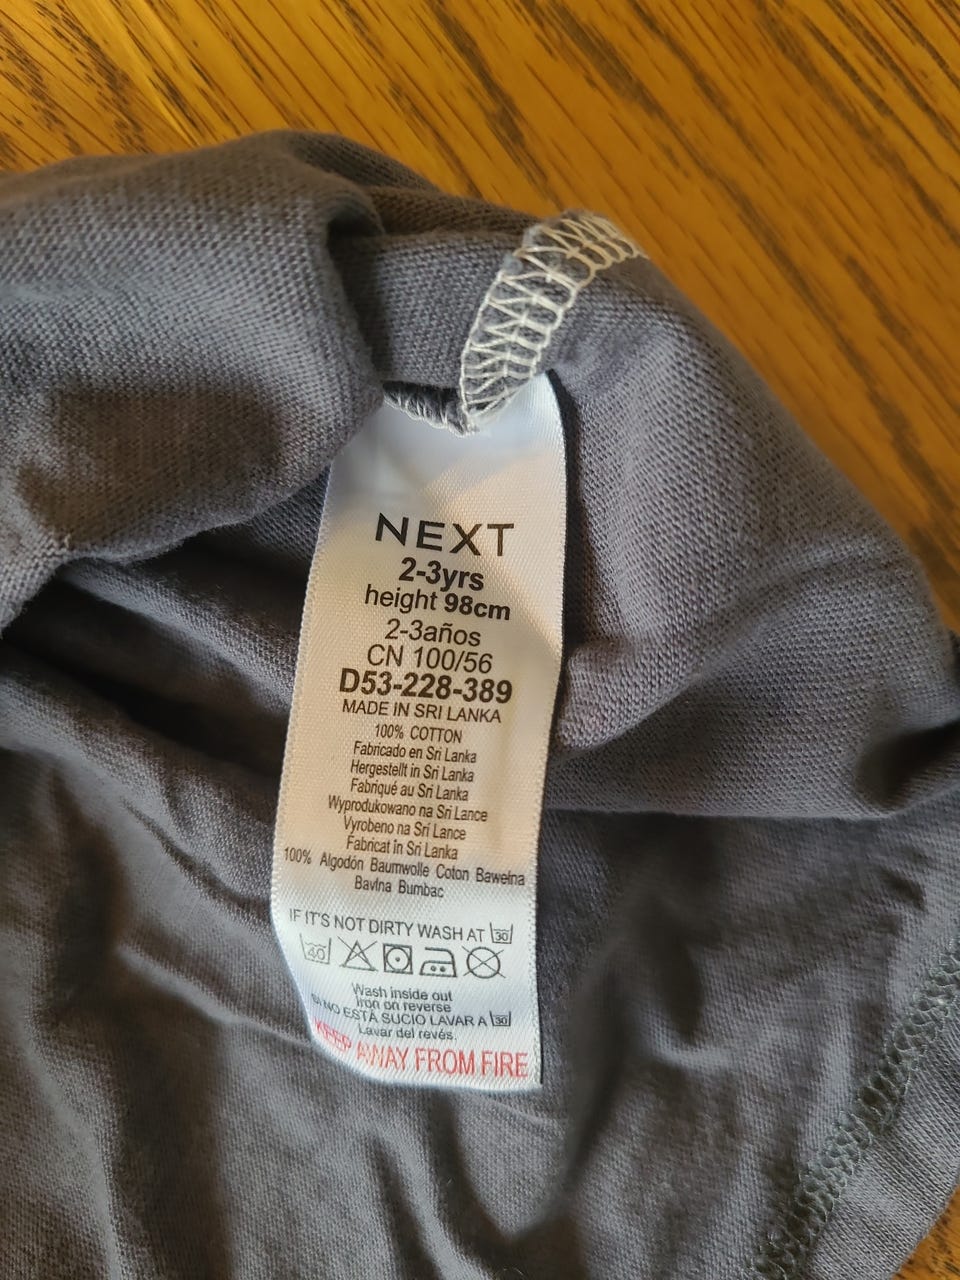 NEXT
2-3yrs
height 98cm
2-3años
CN 100/56
D53-228-389
MADE IN SRI LANKA
100% COTTON
Fabricado en Sri Lanka
Hergestellt in Sri Lanka
Fabriqué au Sri Lanka
Wyprodukowano na Sri Lance
Vyrobeno na Srí Lance
Fabricat în Sri Lanka
100% Algodón Baumwolle Coton Bawełna
Bavlna Bumbac
IF IT'S NOT DIRTY WASH AT 30
40
Wash inside out
Iron on reverse
SI NO ESTÁ SUCIO LAVAR A 30
Lavar del revés.
KEEP AWAY FROM FIRE